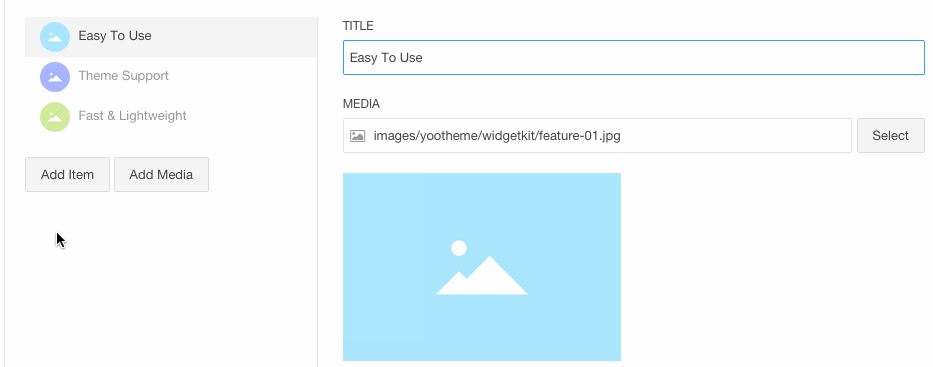 Easy To Use
Theme Support
Fast & Lightweight
Add Item
Add Media
TITLE
Easy To Use
MEDIA
images/yootheme/widgetkit/feature-01.jpg
Select